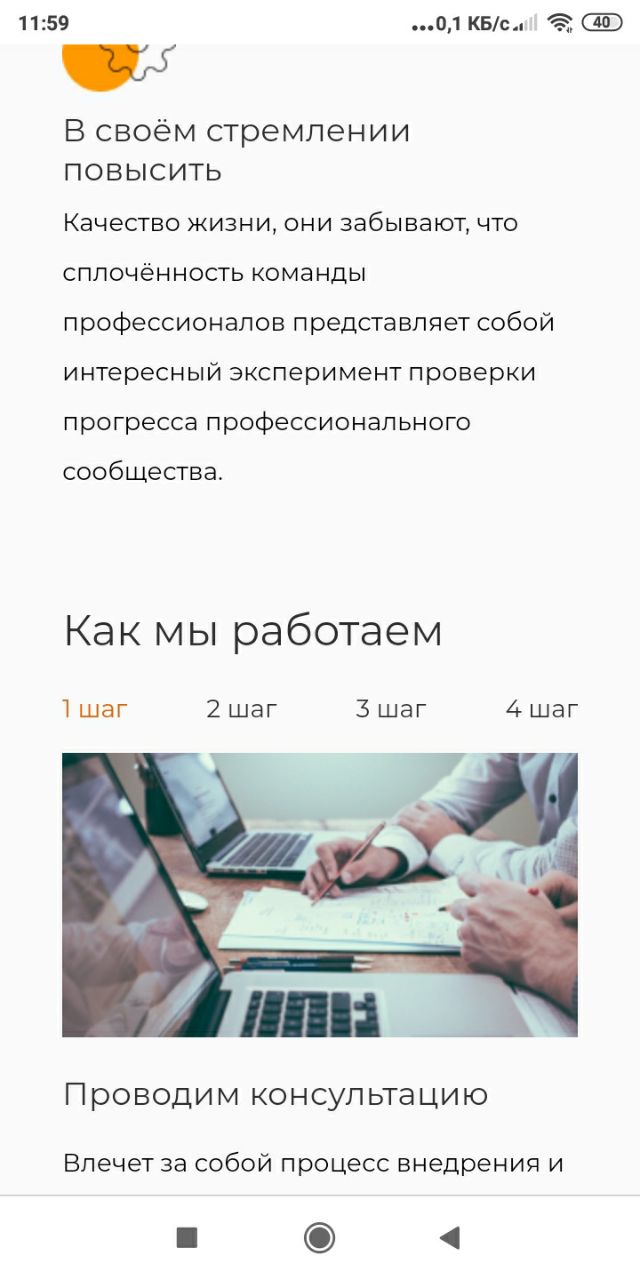 11:59
...0,1 КБ/с
40
В своём стремлении
повысить
Качество жизни, они забывают, что
сплочённость команды
профессионалов представляет собой
интересный эксперимент проверки
прогресса профессионального
сообщества.
Как мы работаем
1 шаг 2 шаг 3 шаг 4 шаг
Проводим консультацию
Влечет за собой процесс внедрения и